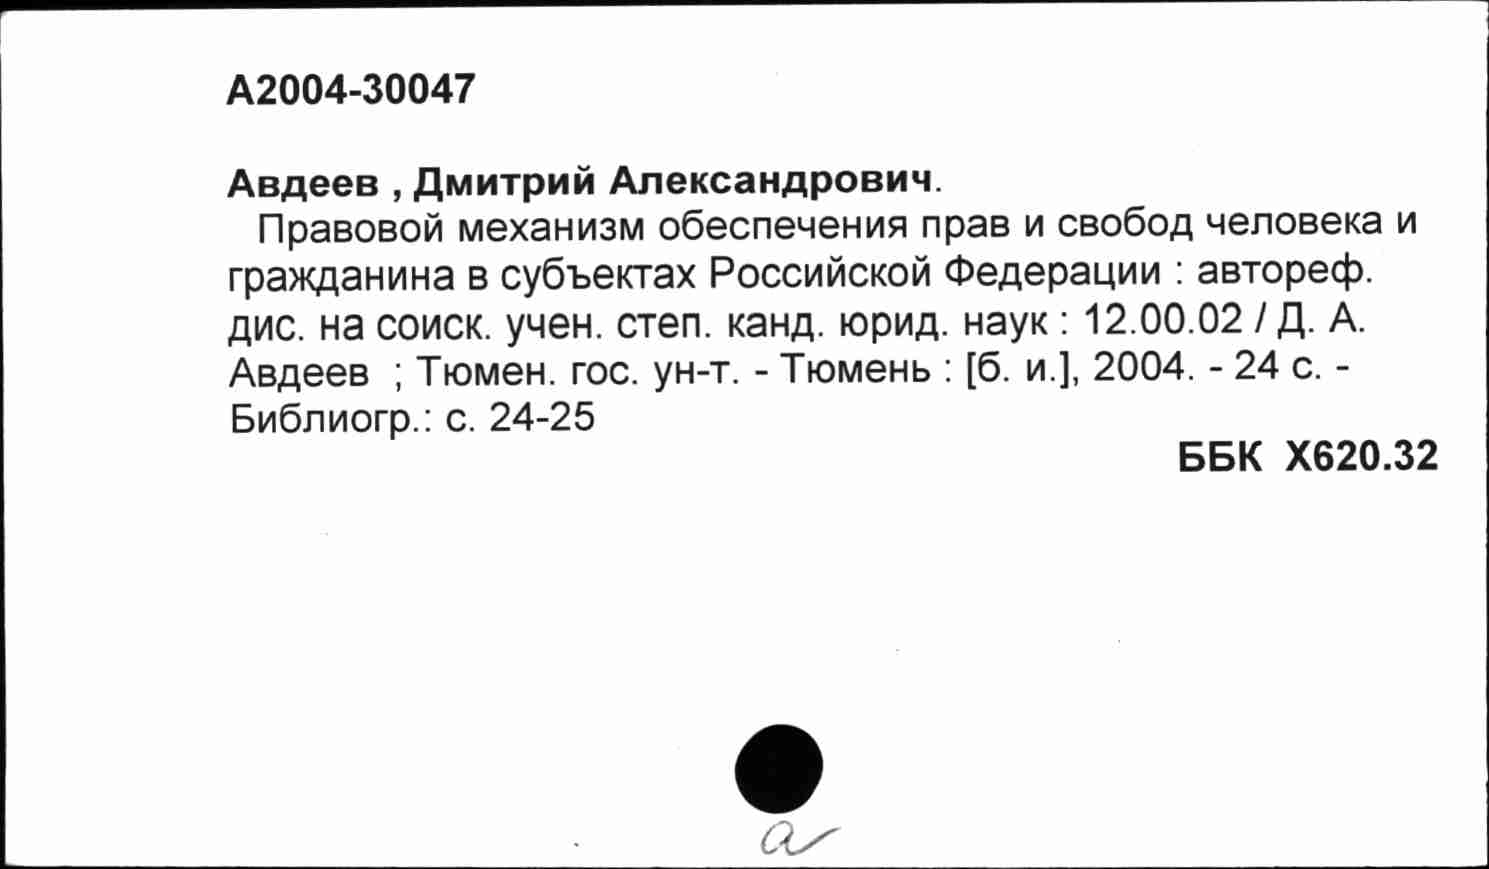 А2004-30047
Авдеев , Дмитрий Александрович.
Правовой механизм обеспечения прав и свобод человека и
гражданина в субъектах Российской Федерации : автореф.
дис. на соиск. учен. степ. канд. юрид. наук : 12.00.02 / Д. А.
Авдеев  ; Тюмен. гос. ун-т. - Тюмень : [б. и.], 2004. - 24 с. -
Библиогр.: с. 24-25
ББК  Х620.32
а